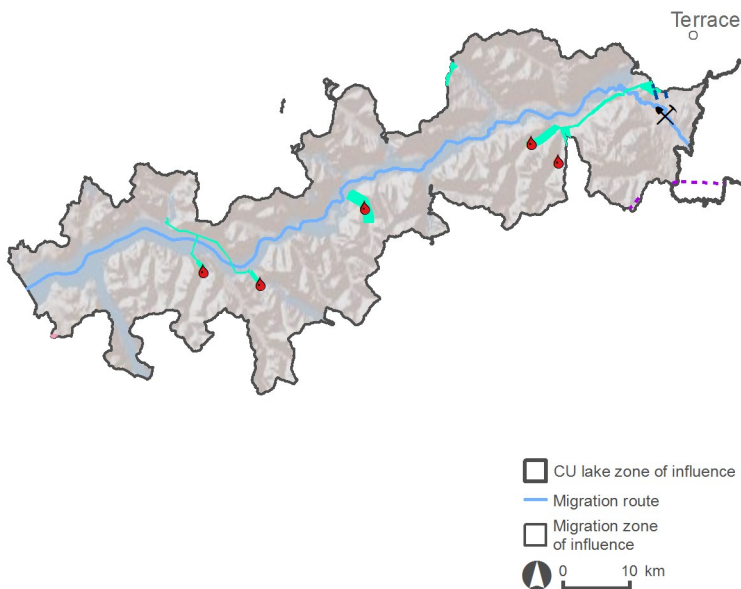 Terrace
CU lake zone of influence
Migration route
Migration zone
of influence
0 10 km